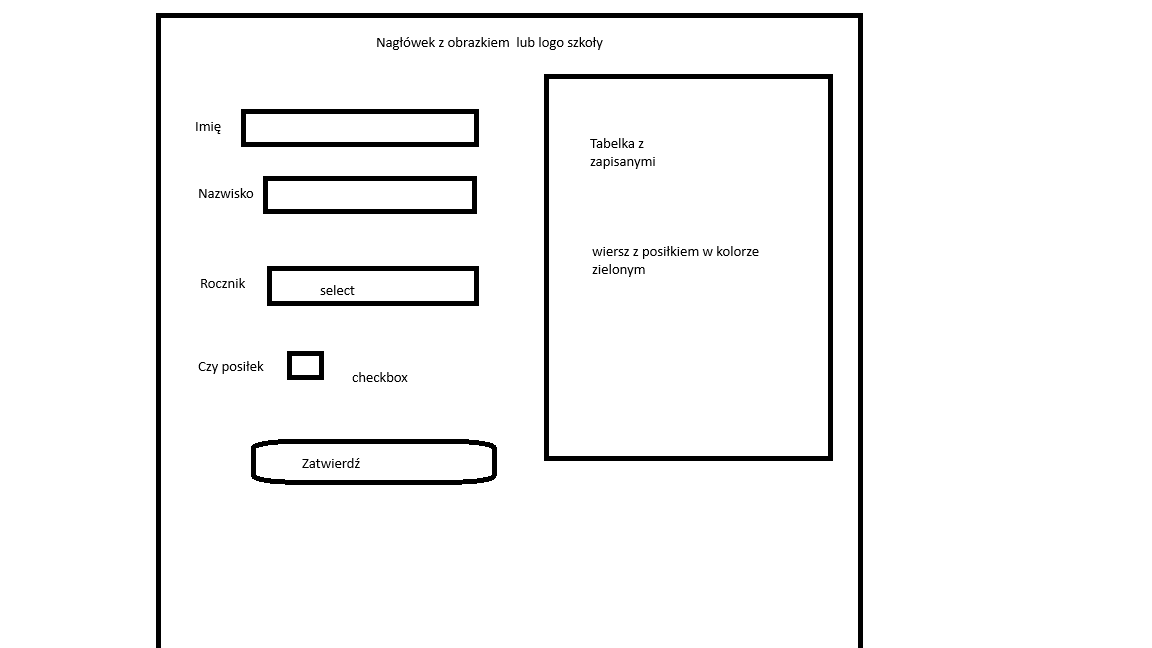 Nagłówek z obrazkiem  lub logo szkoły
Imię
Nazwisko
Rocznik
select
Czy posiłek
checkbox
Zatwierdź
Tabelka z
zapisanymi
wiersz z posiłkiem w kolorze
zielonym